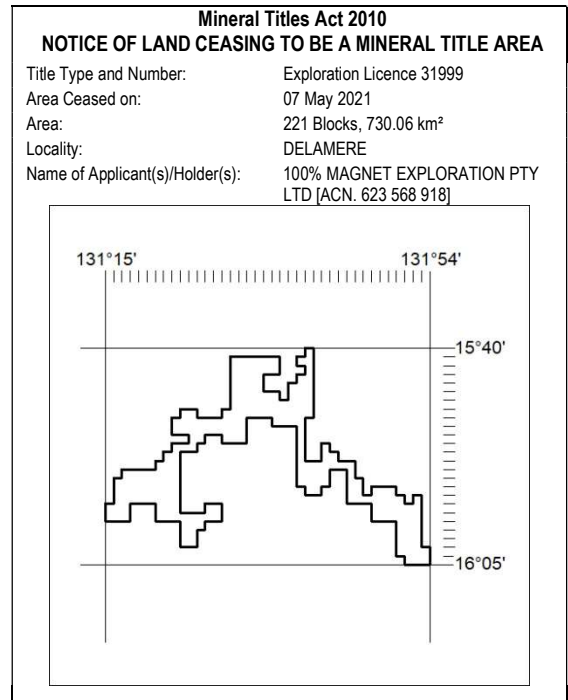 Mineral Titles Act 2010
NOTICE OF LAND CEASING TO BE A MINERAL TITLE AREA
Title Type and Number: Exploration Licence 31999
Area Ceased on: 07 May 2021
Area: 221 Blocks, 730.06 km²
Locality: DELAMERE
Name of Applicant(s)/Holder(s): 100% MAGNET EXPLORATION PTY
LTD [ACN. 623 568 918]
131°15' 131°54'
15°40'
16°05'